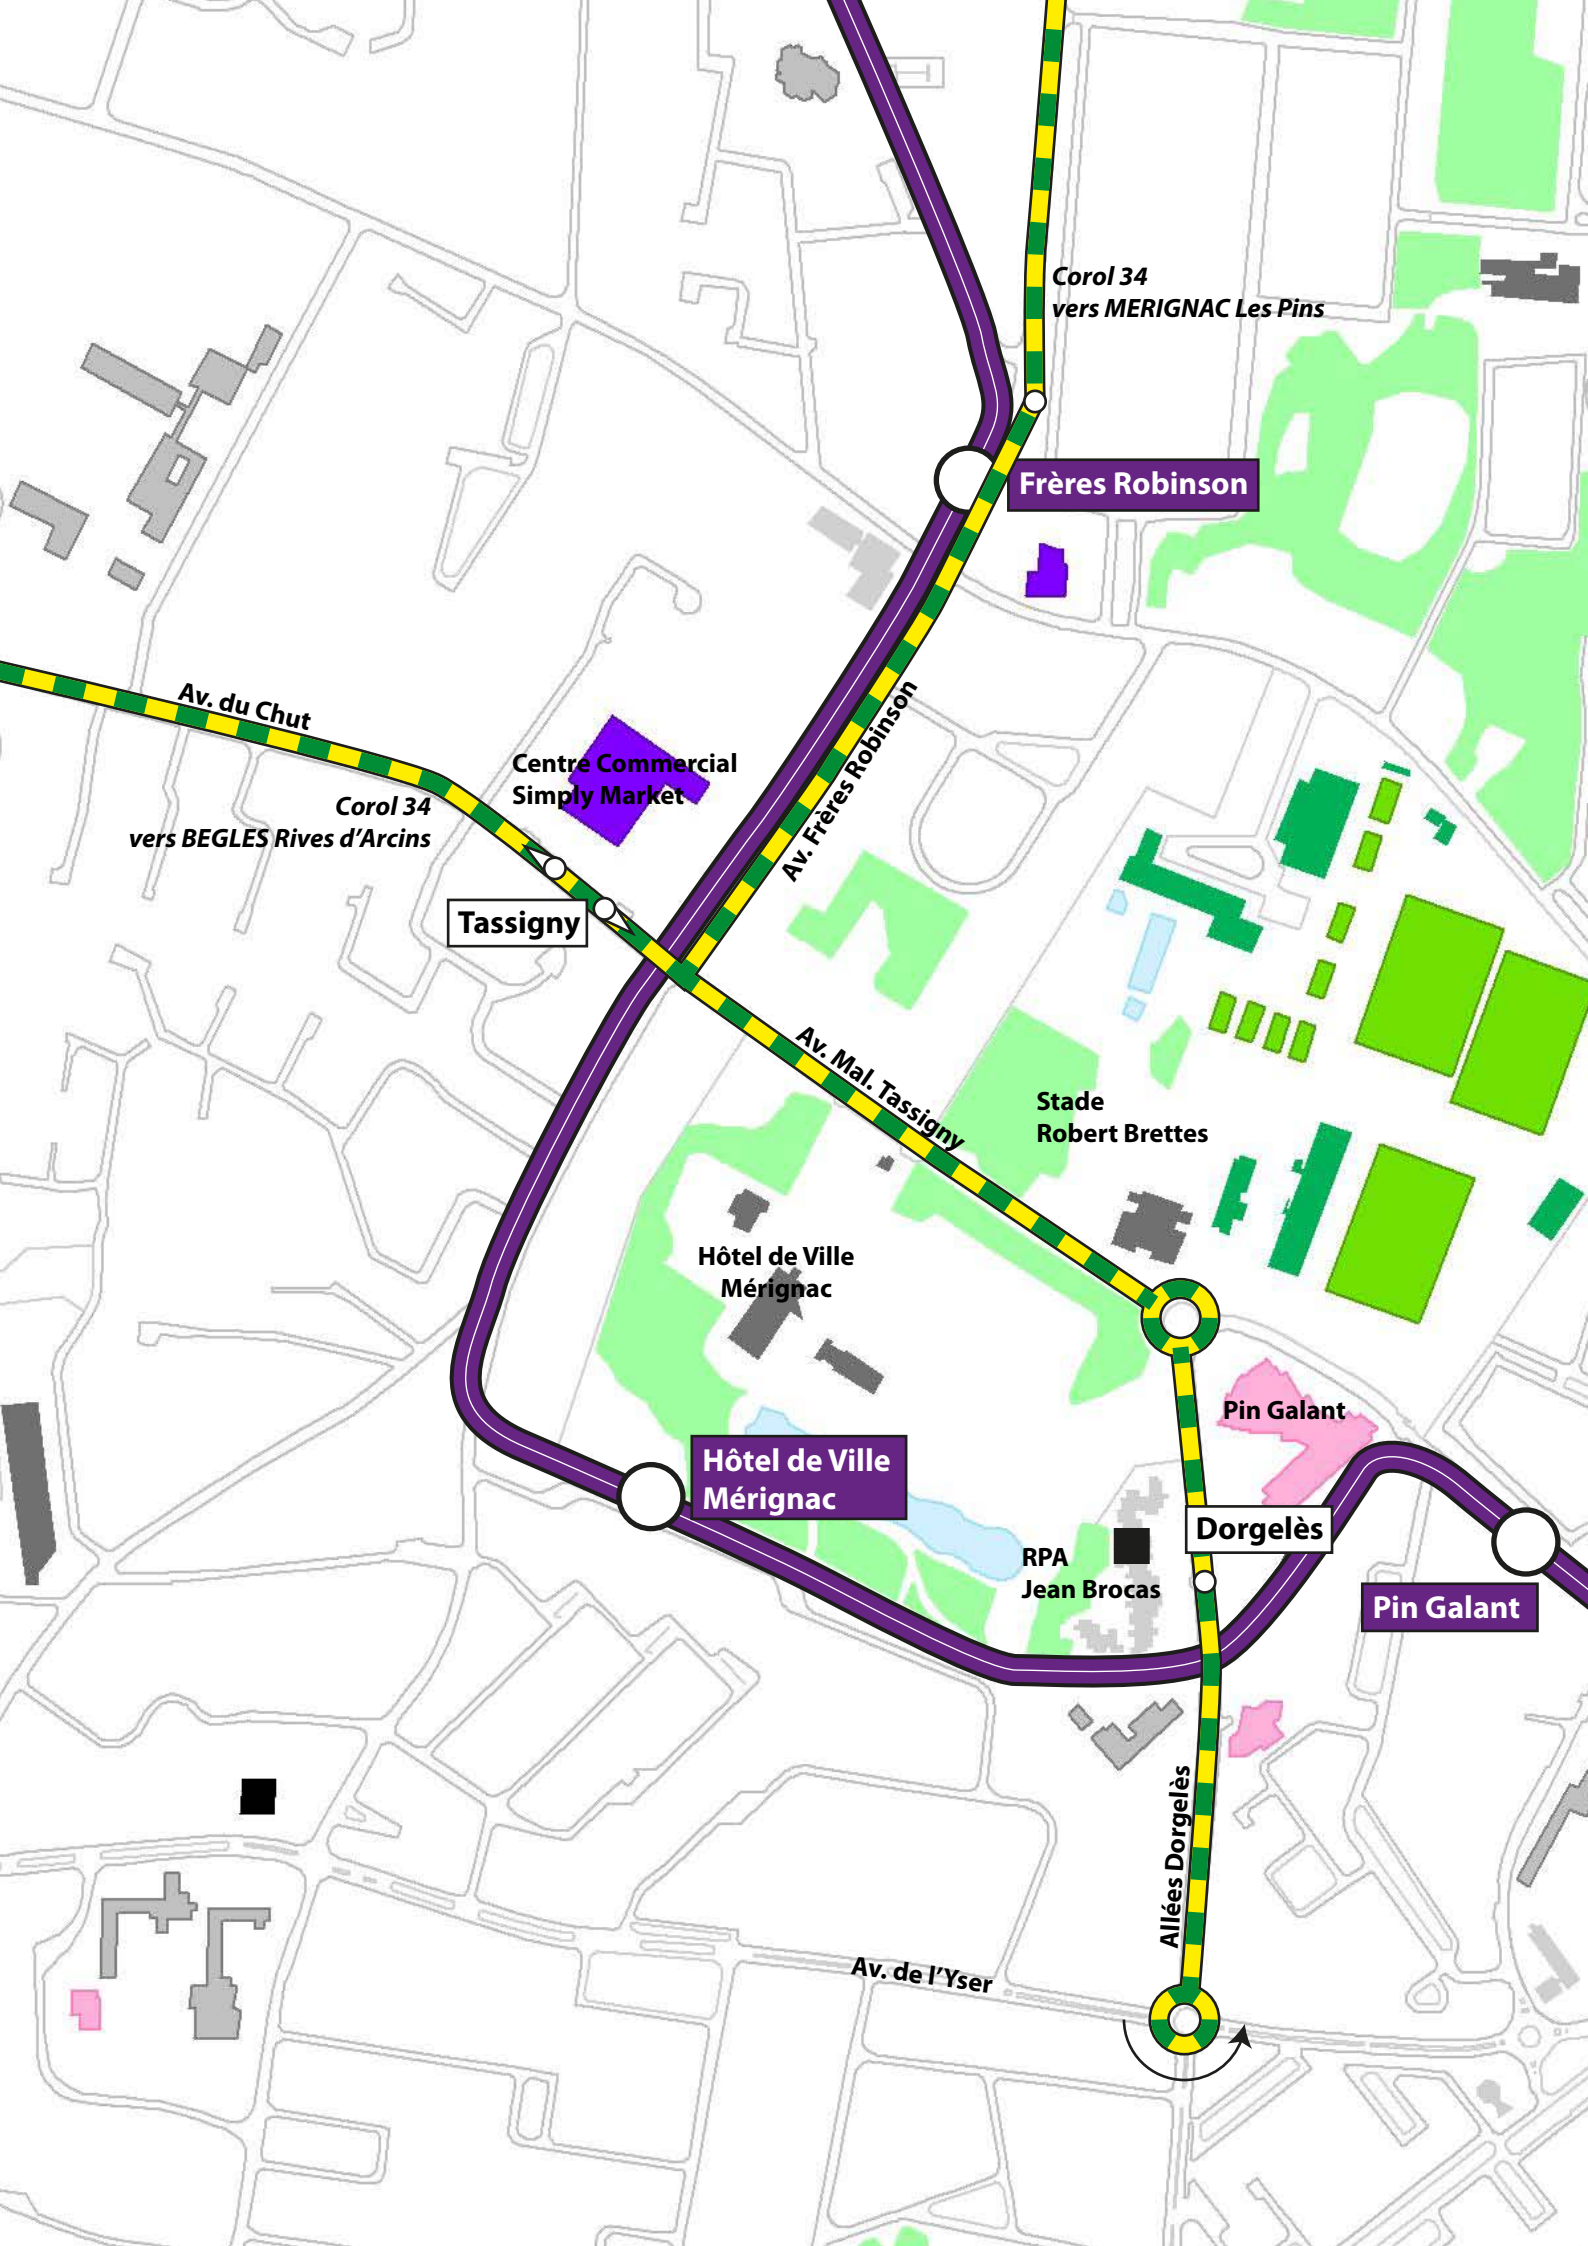 Corol 34
vers MERIGNAC Les Pins
Frères Robinson
Av. du Chut
Av. Frères Robinson
Centre Commercial
Simply Market
Corol 34
vers BEGLES Rives d'Arcins
Tassigny
Av. Mal. Tassigny
Stade
Robert Brettes
Hôtel de Ville
Mérignac
Pin Galant
Hôtel de Ville
Mérignac
Dorgelès
RPA
Jean Brocas
Pin Galant
Allées Dorgelès
Av. de l'Yser